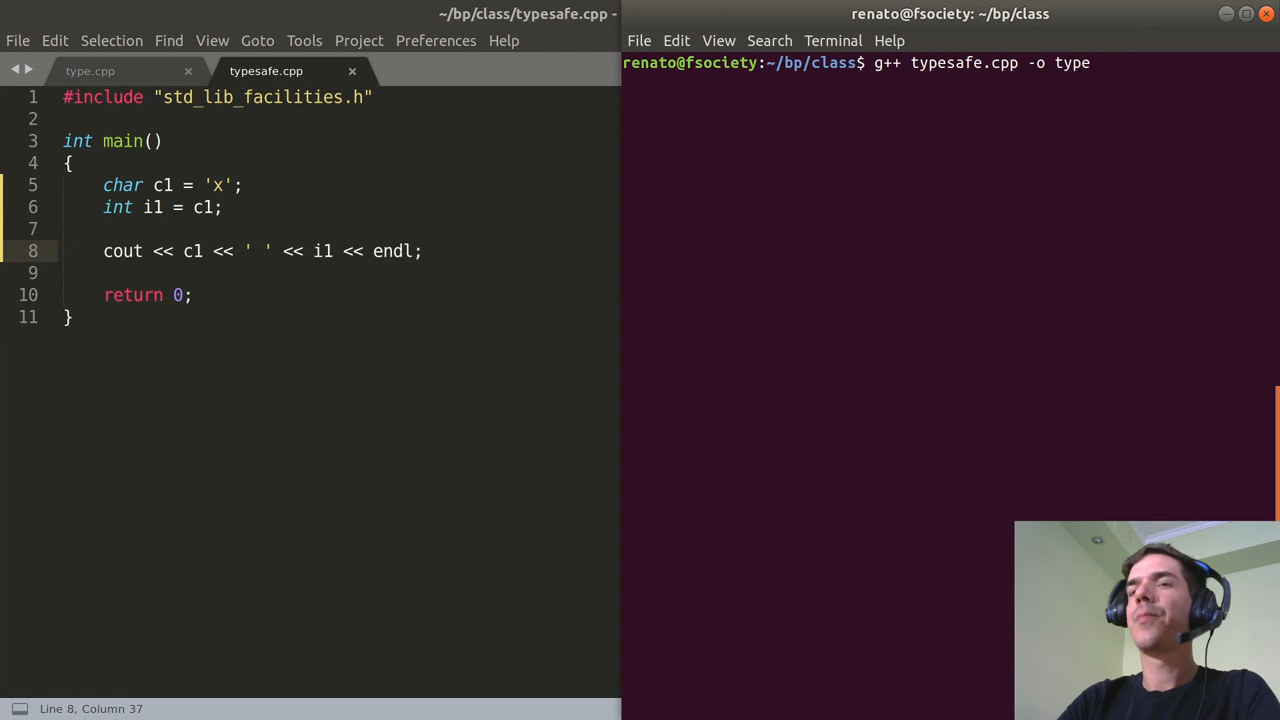 ~/bp/class/typesafe.cpp -
File Edit Selection Find View Goto Tools Project Preferences Help
type.cpp × typesafe.cpp ×
1 #include "std_lib_facilities.h"
2
3 int main()
4 {
5 char c1 = 'x';
6 int i1 = c1;
7
8 cout << c1 << ' ' << i1 << endl;
9
10 return 0;
11 }
Line 8, Column 37
renato@fsociety: ~/bp/class
File Edit View Search Terminal Help
renato@fsociety:~/bp/class$ g++ typesafe.cpp -o type